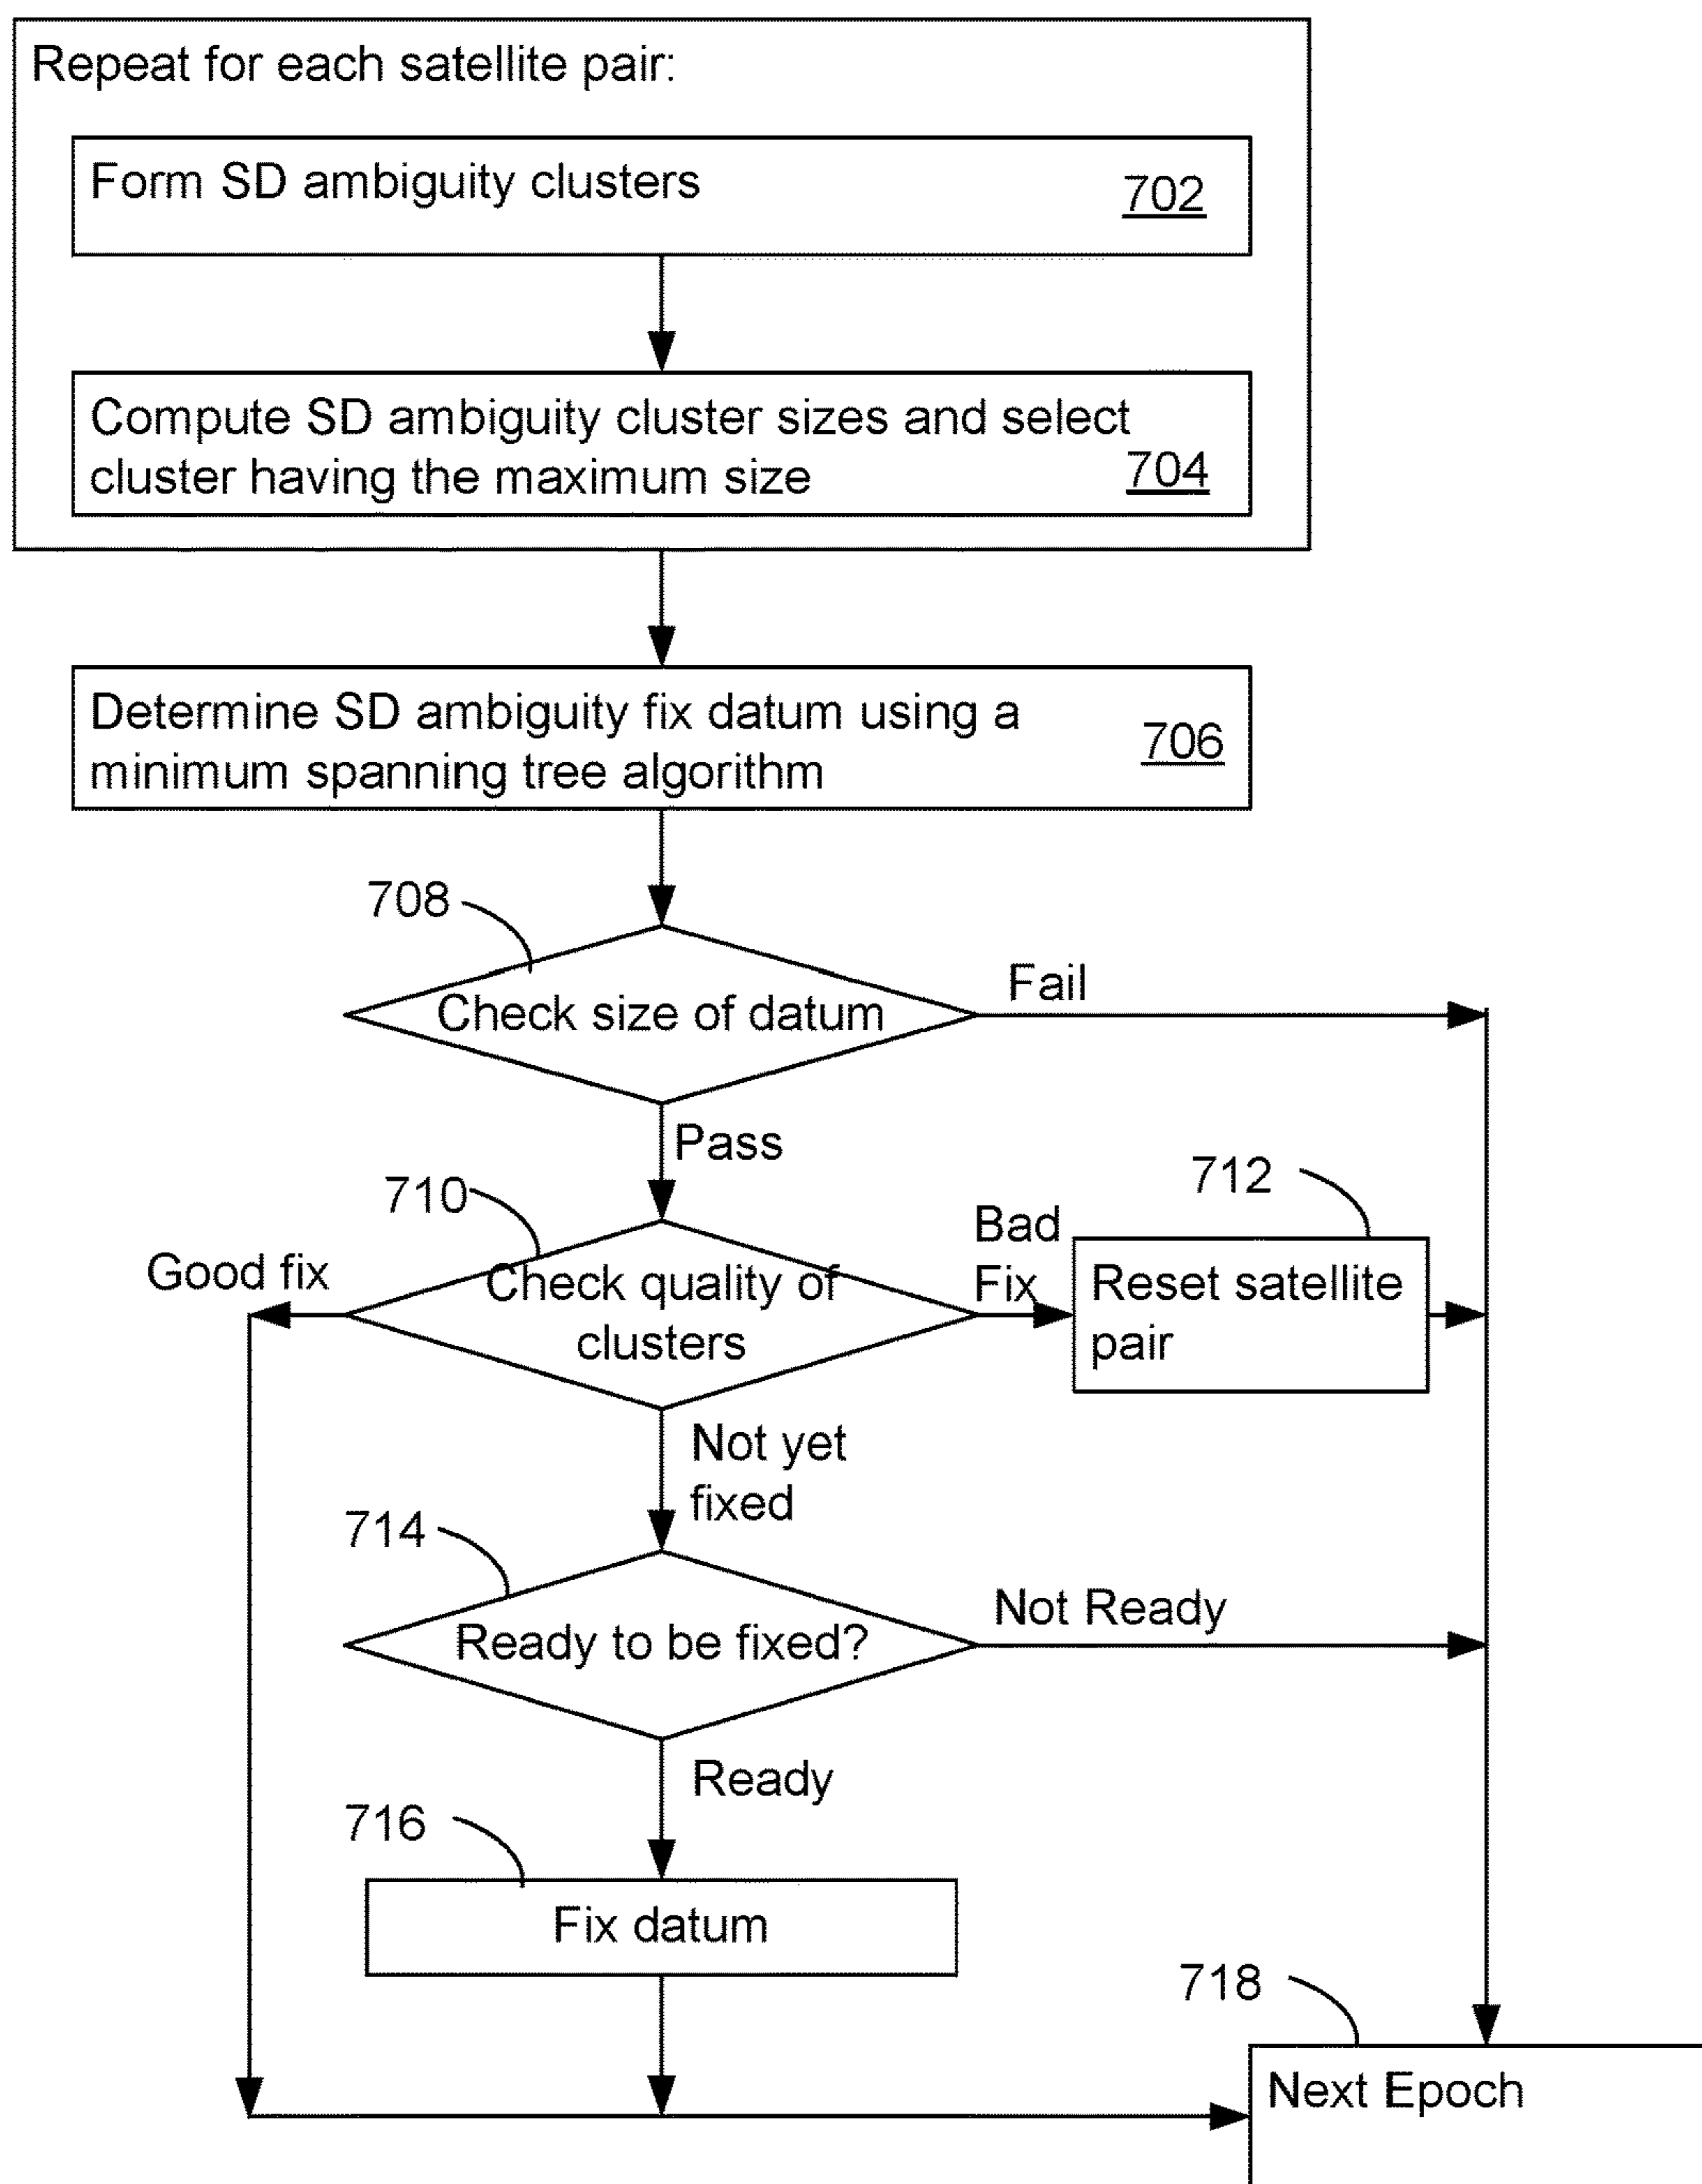 Repeat for each satellite pair:
Form SD ambiguity clusters
702
Compute SD ambiguity cluster sizes and select
cluster having the maximum size
704
Determine SD ambiguity fix datum using a
minimum spanning tree algorithm
706
708
Check size of datum
Fail
Pass
710
712
Good fix
Check quality of
clusters
Bad
Fix
Reset satellite
pair
Not yet
fixed
714
Ready to be fixed?
Not Ready
Ready
716
Fix datum
718
Next Epoch